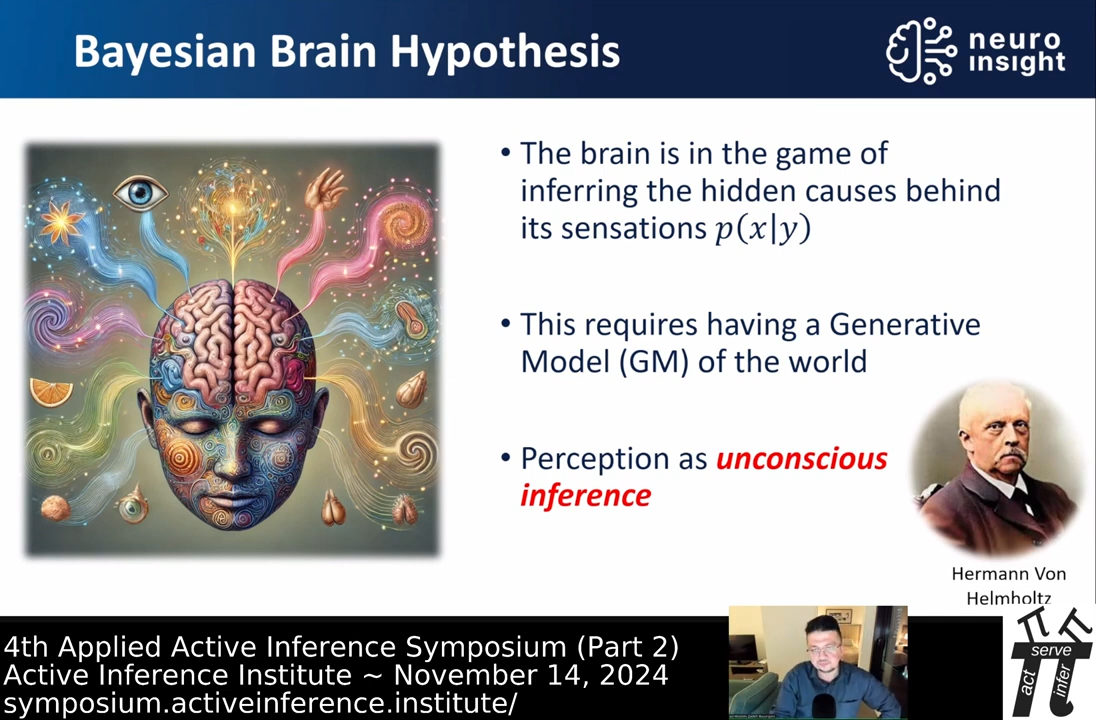 Bayesian Brain Hypothesis
neuro
insight
• The brain is in the game of
inferring the hidden causes behind
its sensations p(x|y)
• This requires having a Generative
Model (GM) of the world
• Perception as unconscious
inference
Hermann Von
Helmholtz
4th Applied Active Inference Symposium (Part 2)
Active Inference Institute ~ November 14, 2024
symposium.activeinference.institute/
serve
act
infer